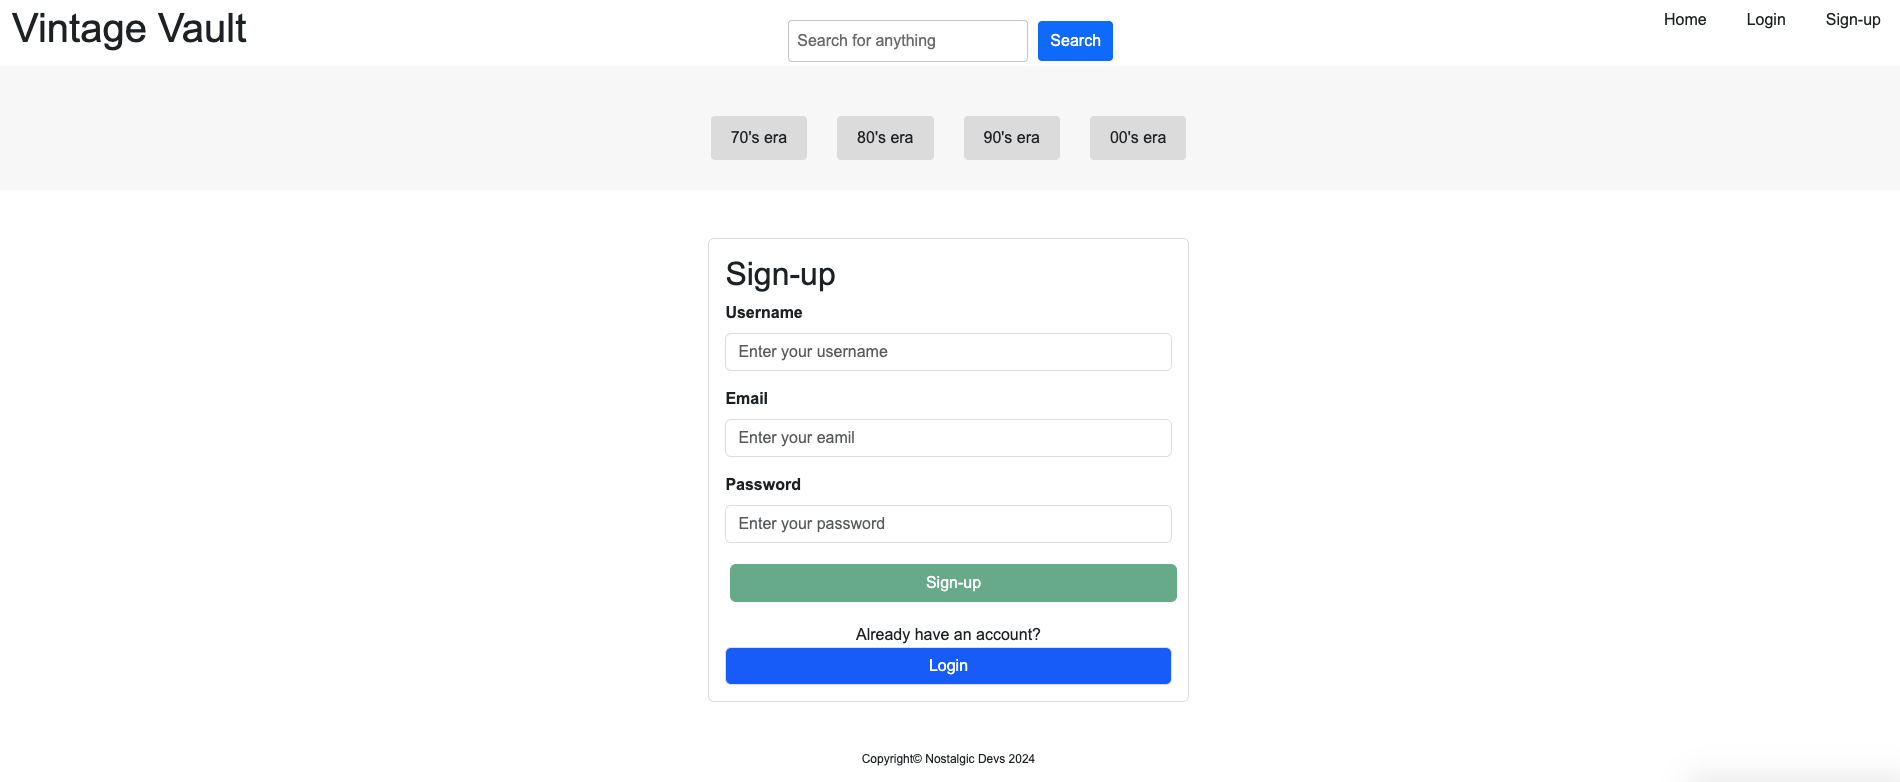 Vintage Vault
Search for anything
Search
Home
Login
Sign-up
70's era
80's era
90's era
00's era
Sign-up
Username
Enter your username
Email
Enter your eamil
Password
Enter your password
Sign-up
Already have an account?
Login
Copyright© Nostalgic Devs 2024